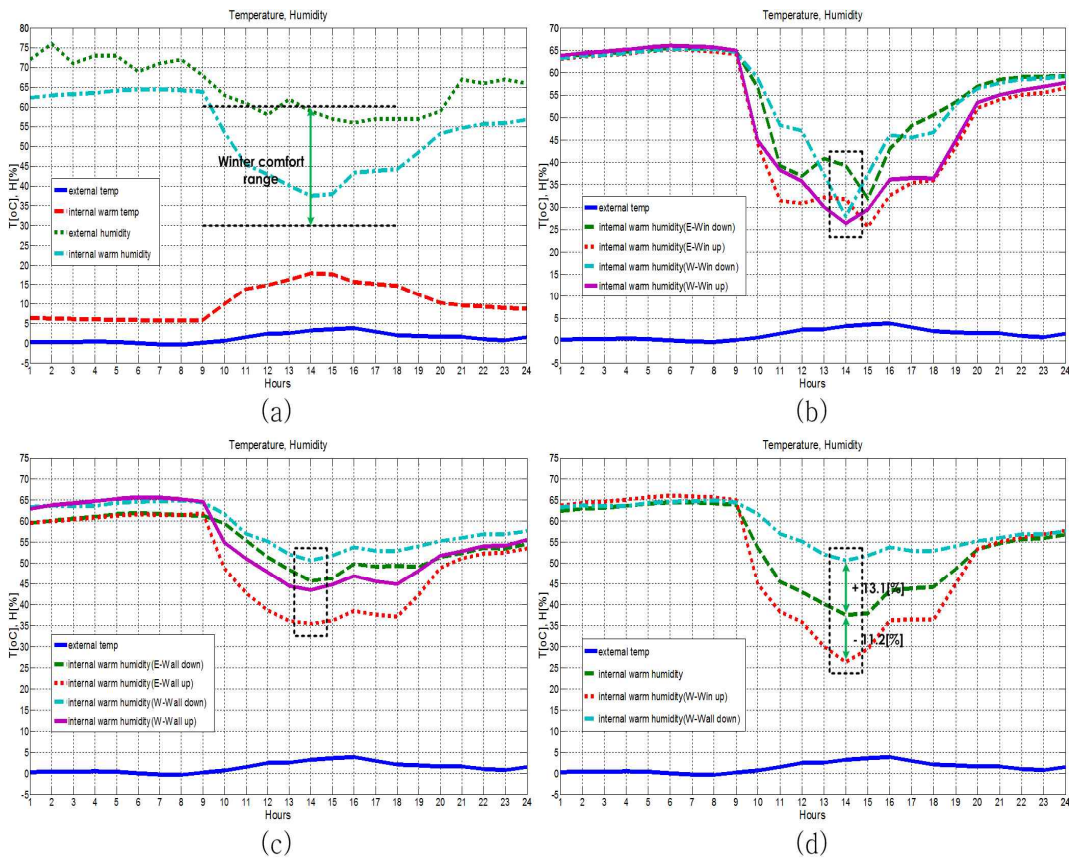 Temperature, Humidity
T[oC], H[%]
80
75
70
65
60
55
50
45
40
35
30
25
20
15
10
5
0
-5
Winter comfort
range
external temp
internal warm temp
external humidity
internal warm humidity
1 2 3 4 5 6 7 8 9 10 11 12 13 14 15 16 17 18 19 20 21 22 23 24
Hours
(a)
Temperature, Humidity
T[oC], H[%]
70
65
60
55
50
45
40
35
30
25
20
15
10
5
0
-5
external temp
internal warm humidity(E-Win down)
internal warm humidity(E-Win up)
internal warm humidity(W-Win down)
internal warm humidity(W-Win up)
1 2 3 4 5 6 7 8 9 10 11 12 13 14 15 16 17 18 19 20 21 22 23 24
Hours
(b)
Temperature, Humidity
T[oC], H[%]
75
70
65
60
55
50
45
40
35
30
25
20
15
10
5
0
-5
external temp
internal warm humidity(E-Wall down)
internal warm humidity(E-Wall up)
internal warm humidity(W-Wall down)
internal warm humidity(W-Wall up)
1 2 3 4 5 6 7 8 9 10 11 12 13 14 15 16 17 18 19 20 21 22 23 24
Hours
(c)
Temperature, Humidity
T[oC], H[%]
75
70
65
60
55
50
45
40
35
30
25
20
15
10
5
0
-5
+ 13.1[%]
- 11.2[%]
external temp
internal warm humidity
internal warm humidity(W-Win up)
internal warm humidity(W-Wall down)
1 2 3 4 5 6 7 8 9 10 11 12 13 14 15 16 17 18 19 20 21 22 23 24
Hours
(d)